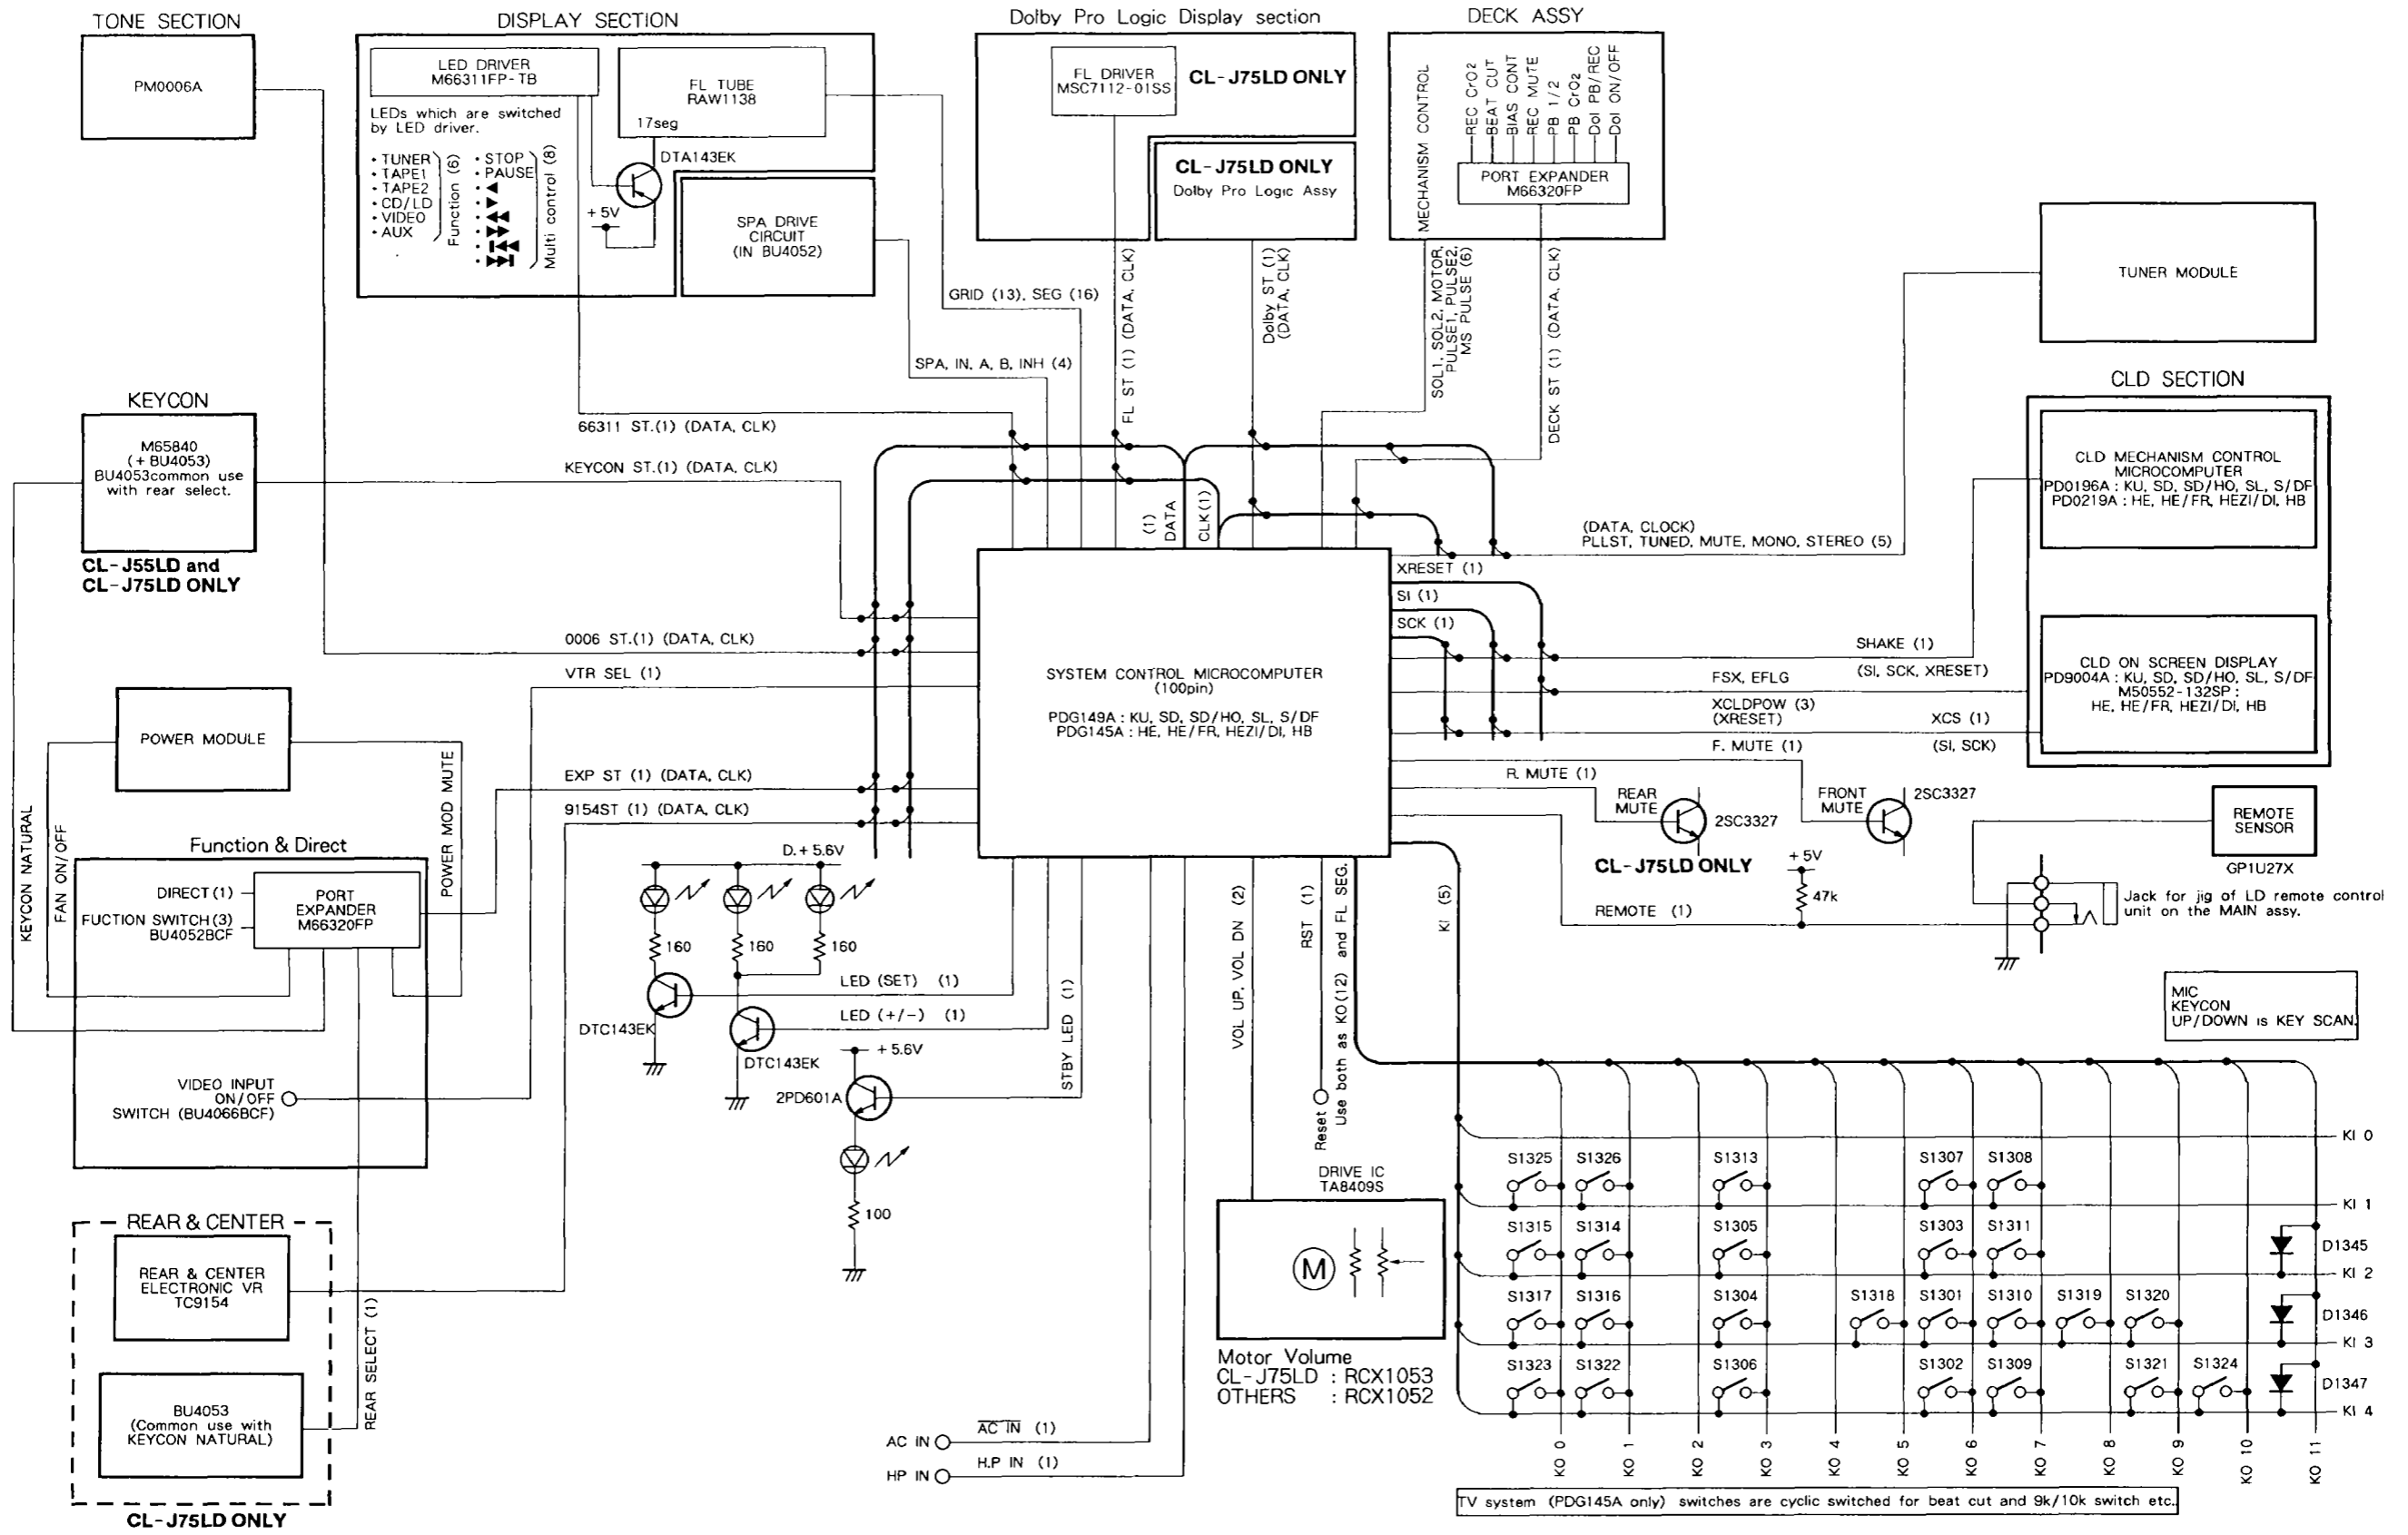 TONE SECTION
PM0006A
DISPLAY SECTION
LED DRIVER
M66311FP-TB
LEDs which are switched
by LED driver.
• TUNER
• TAPE1
• TAPE2
• CD/LD
• VIDEO
• AUX
Function (6)
• STOP
• PAUSE
Multi control (8)
FL TUBE
RAW1138
17seg
DTA143EK
+5V
SPA DRIVE
CIRCUIT
(IN BU4052)
Dolby Pro Logic Display section
FL DRIVER
MSC7112-01SS
CL-J75LD ONLY
CL-J75LD ONLY
Dolby Pro Logic Assy
DECK ASSY
MECHANISM CONTROL
REC CrO2
BEAT CUT
BIAS CONT
REC MUTE
PB 1/2
PB CrO2
Dol PB/REC
Dol ON/OFF
PORT EXPANDER
M66320FP
TUNER MODULE
GRID (13), SEG (16)
SPA, IN, A, B, INH (4)
FL ST (1) (DATA, CLK)
Dolby ST (1)
(DATA, CLK)
SOL1, SOL2, MOTOR,
PULSE1, PULSE2,
MS PULSE (6)
DECK ST (1) (DATA, CLK)
66311 ST.(1) (DATA, CLK)
KEYCON
M65840
(+BU4053)
BU4053common use
with rear select.
CL-J55LD and
CL-J75LD ONLY
KEYCON ST.(1) (DATA, CLK)
(1)
DATA
CLK(1)
CLD SECTION
CLD MECHANISM CONTROL
MICROCOMPUTER
PD0196A : KU, SD, SD/HO, SL, S/DF
PD0219A : HE, HE/FR, HEZI/DI, HB
(DATA, CLOCK)
PLLST, TUNED, MUTE, MONO, STEREO (5)
XRESET (1)
SI (1)
SCK (1)
SHAKE (1)
(SI, SCK, XRESET)
FSX, EFLG
XCLDPOW (3)
(XRESET)
XCS (1)
(SI, SCK)
F. MUTE (1)
R. MUTE (1)
CLD ON SCREEN DISPLAY
PD9004A : KU, SD, SD/HO, SL, S/DF
M50552-132SP :
HE, HE/FR, HEZI/DI, HB
0006 ST.(1) (DATA, CLK)
VTR SEL (1)
SYSTEM CONTROL MICROCOMPUTER
(100pin)
PDG149A : KU, SD, SD/HO, SL, S/DF
PDG145A : HE, HE/FR, HEZI/DI, HB
POWER MODULE
EXP ST (1) (DATA, CLK)
9154ST (1) (DATA, CLK)
KEYCON NATURAL
FAN ON/OFF
POWER MOD MUTE
Function & Direct
DIRECT (1)
FUCTION SWITCH (3)
BU4052BCF
PORT
EXPANDER
M66320FP
VIDEO INPUT
ON/OFF
SWITCH (BU4066BCF)
D.+5.6V
160
160
160
LED (SET) (1)
DTC143EK
LED (+/-) (1)
DTC143EK
+5.6V
2PD601A
STBY LED (1)
100
REAR MUTE
2SC3327
CL-J75LD ONLY
FRONT MUTE
2SC3327
REMOTE
SENSOR
GP1U27X
+5V
47k
REMOTE (1)
Jack for jig of LD remote control
unit on the MAIN assy.
VOL UP, VOL DN (2)
RST (1)
Reset
Use both as KO(12) and FL SEG.
KI (5)
MIC
KEYCON
UP/DOWN is KEY SCAN.
REAR & CENTER
REAR & CENTER
ELECTRONIC VR
TC9154
REAR SELECT (1)
BU4053
(Common use with
KEYCON NATURAL)
CL-J75LD ONLY
DRIVE IC
TA8409S
M
Motor Volume
CL-J75LD : RCX1053
OTHERS : RCX1052
AC IN
AC IN (1)
HP IN
H.P IN (1)
KI 0
S1325 S1326 S1313 S1307 S1308
KI 1
S1315 S1314 S1305 S1303 S1311
D1345
KI 2
S1317 S1316 S1304 S1318 S1301 S1310 S1319 S1320
D1346
KI 3
S1323 S1322 S1306 S1302 S1309 S1321 S1324
D1347
KI 4
KO 0 KO 1 KO 2 KO 3 KO 4 KO 5 KO 6 KO 7 KO 8 KO 9 KO 10 KO 11
TV system (PDG145A only) switches are cyclic switched for beat cut and 9k/10k switch etc..